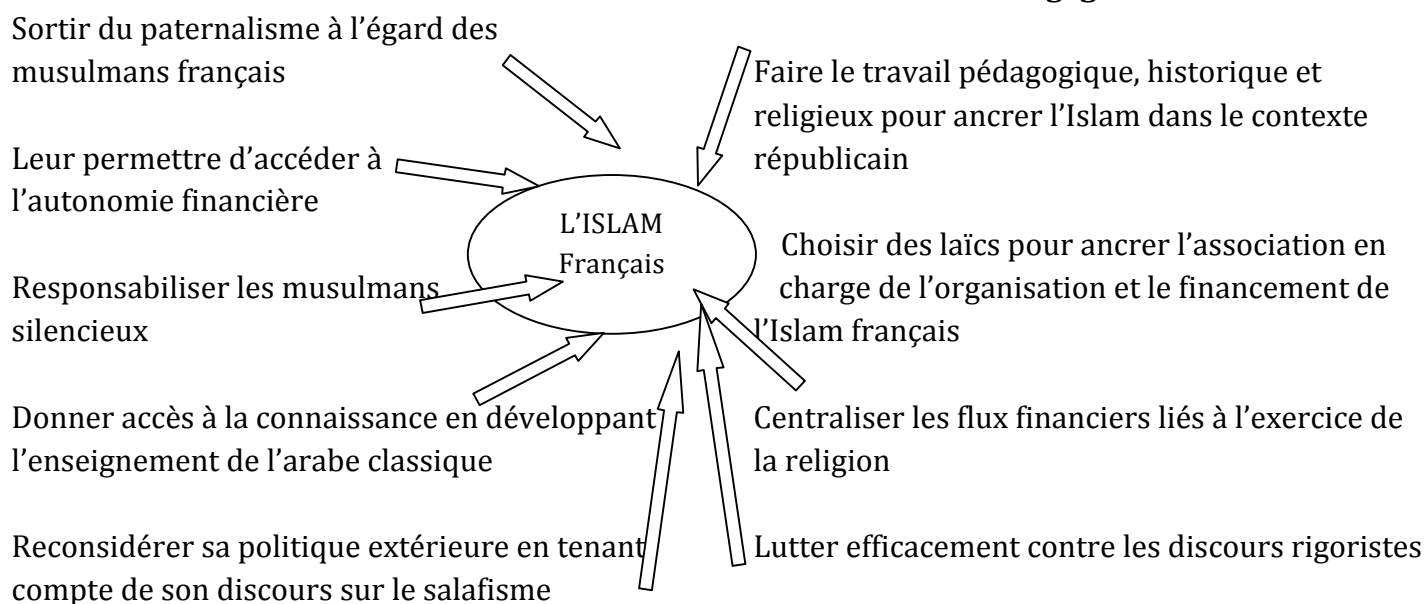 Sortir du paternalisme à l’égard des
musulmans français
Leur permettre d’accéder à
l’autonomie financière
Responsabiliser les musulmans
silencieux
Donner accès à la connaissance en développant
l’enseignement de l’arabe classique
Reconsidérer sa politique extérieure en tenant
compte de son discours sur le salafisme
L’ISLAM
Français
Faire le travail pédagogique, historique et
religieux pour ancrer l’Islam dans le contexte
républicain
Choisir des laïcs pour ancrer l’association en
charge de l’organisation et le financement de
l’Islam français
Centraliser les flux financiers liés à l’exercice de
la religion
Lutter efficacement contre les discours rigoristes